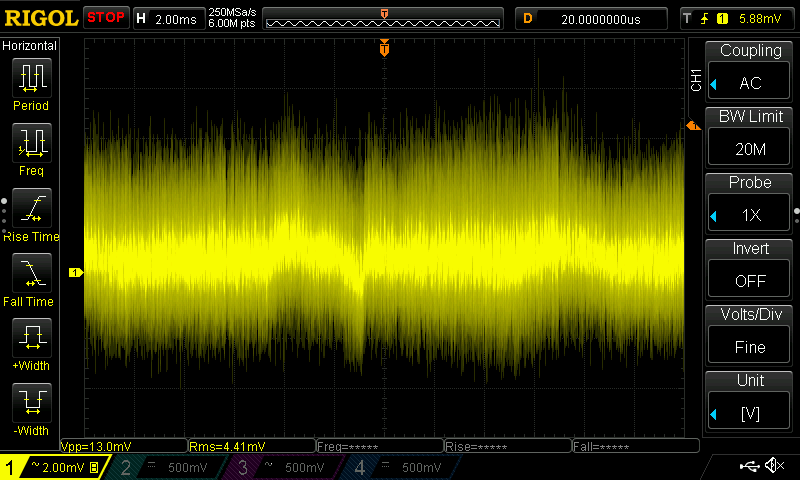 RIGOL STOP H 2.00ms 250MSa/s 6.00M pts T D 20.0000000us T 1 5.88mV
Horizontal
Period
Freq
Rise Time
Fall Time
+Width
-Width
T
1
CH1
Coupling
AC
BW Limit
20M
Probe
1X
Invert
OFF
Volts/Div
Fine
Unit
[V]
Vpp=13.0mV Rms=4.41mV Freq=***** Rise=***** Fall=*****
1 ~ 2.00mV B 2 500mV 3 ~ 500mV 4 500mV